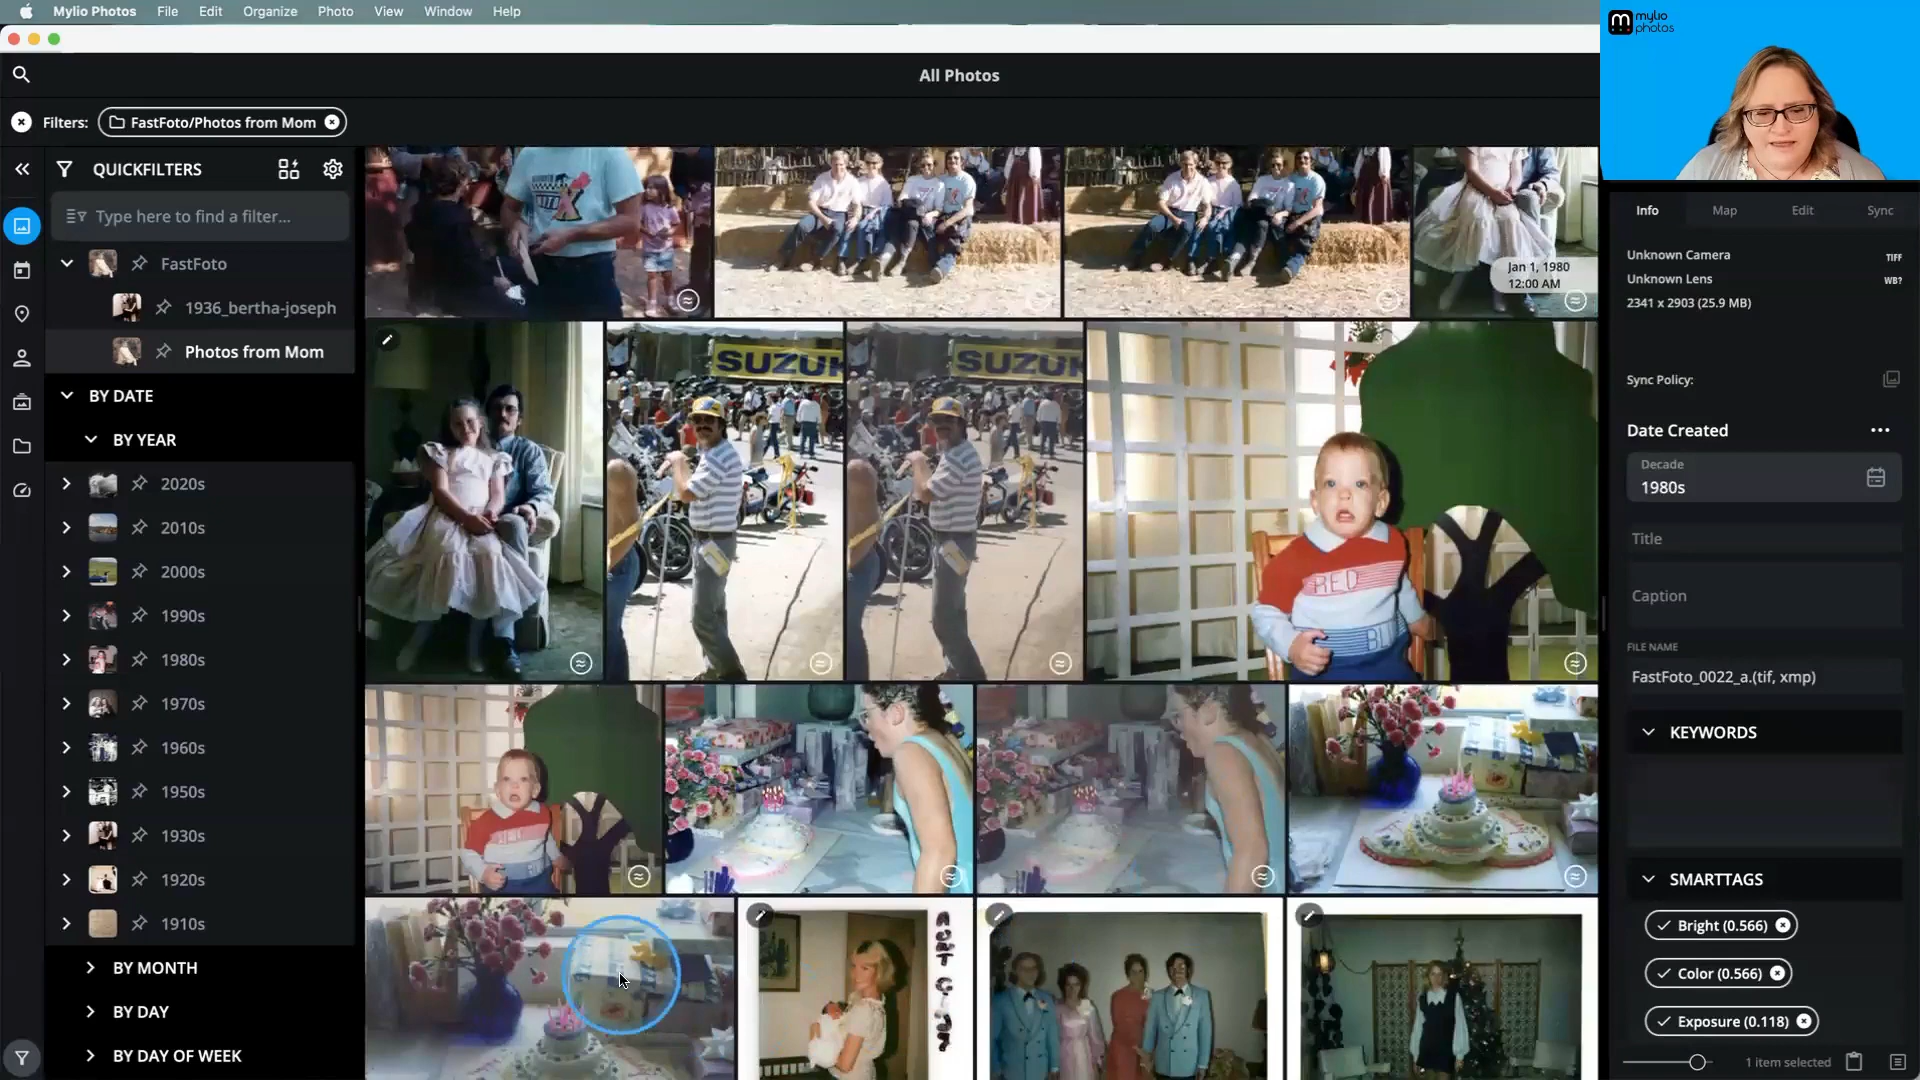 Mylio Photos File Edit Organize Photo View Window Help
mylio
photos
All Photos
Filters: FastFoto/Photos from Mom
QUICKFILTERS
Type here to find a filter...
FastFoto
1936_bertha-joseph
Photos from Mom
BY DATE
BY YEAR
2020s
2010s
2000s
1990s
1980s
1970s
1960s
1950s
1930s
1920s
1910s
BY MONTH
BY DAY
BY DAY OF WEEK
Jan 1, 1980
12:00 AM
SUZUK
SUZUK
RED
BL
AUNT CINDY
Info Map Edit Sync
Unknown Camera TIFF
Unknown Lens WB?
2341 x 2903 (25.9 MB)
Sync Policy:
Date Created
Decade
1980s
Title
Caption
FILE NAME
FastFoto_0022_a.(tif, xmp)
KEYWORDS
SMARTTAGS
Bright (0.566)
Color (0.566)
Exposure (0.118)
1 item selected